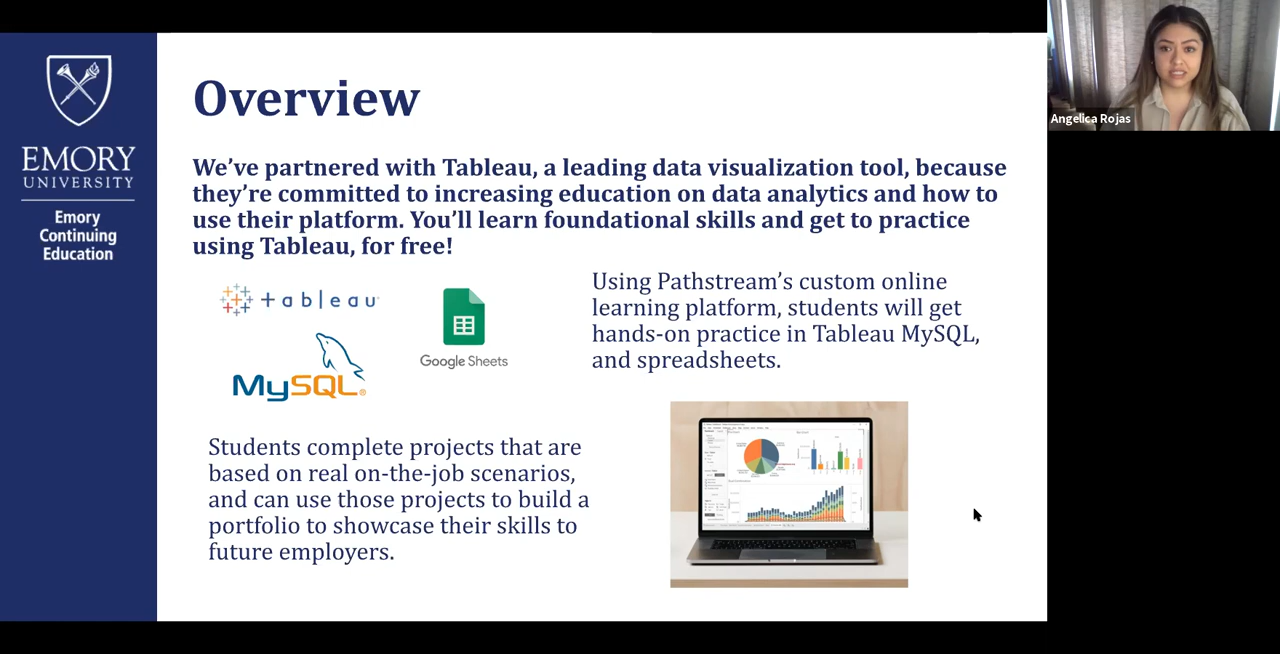 EMORY
UNIVERSITY
Emory
Continuing
Education
Overview
We’ve partnered with Tableau, a leading data visualization tool, because
they’re committed to increasing education on data analytics and how to
use their platform. You’ll learn foundational skills and get to practice
using Tableau, for free!
+ableau
Google Sheets
MySQL®
Using Pathstream’s custom online
learning platform, students will get
hands-on practice in Tableau MySQL,
and spreadsheets.
Students complete projects that are
based on real on-the-job scenarios,
and can use those projects to build a
portfolio to showcase their skills to
future employers.
Angelica Rojas